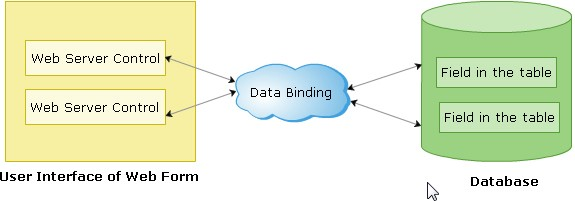 Web Server Control
Web Server Control
User Interface of Web Form
Data Binding
Field in the table
Field in the table
Database